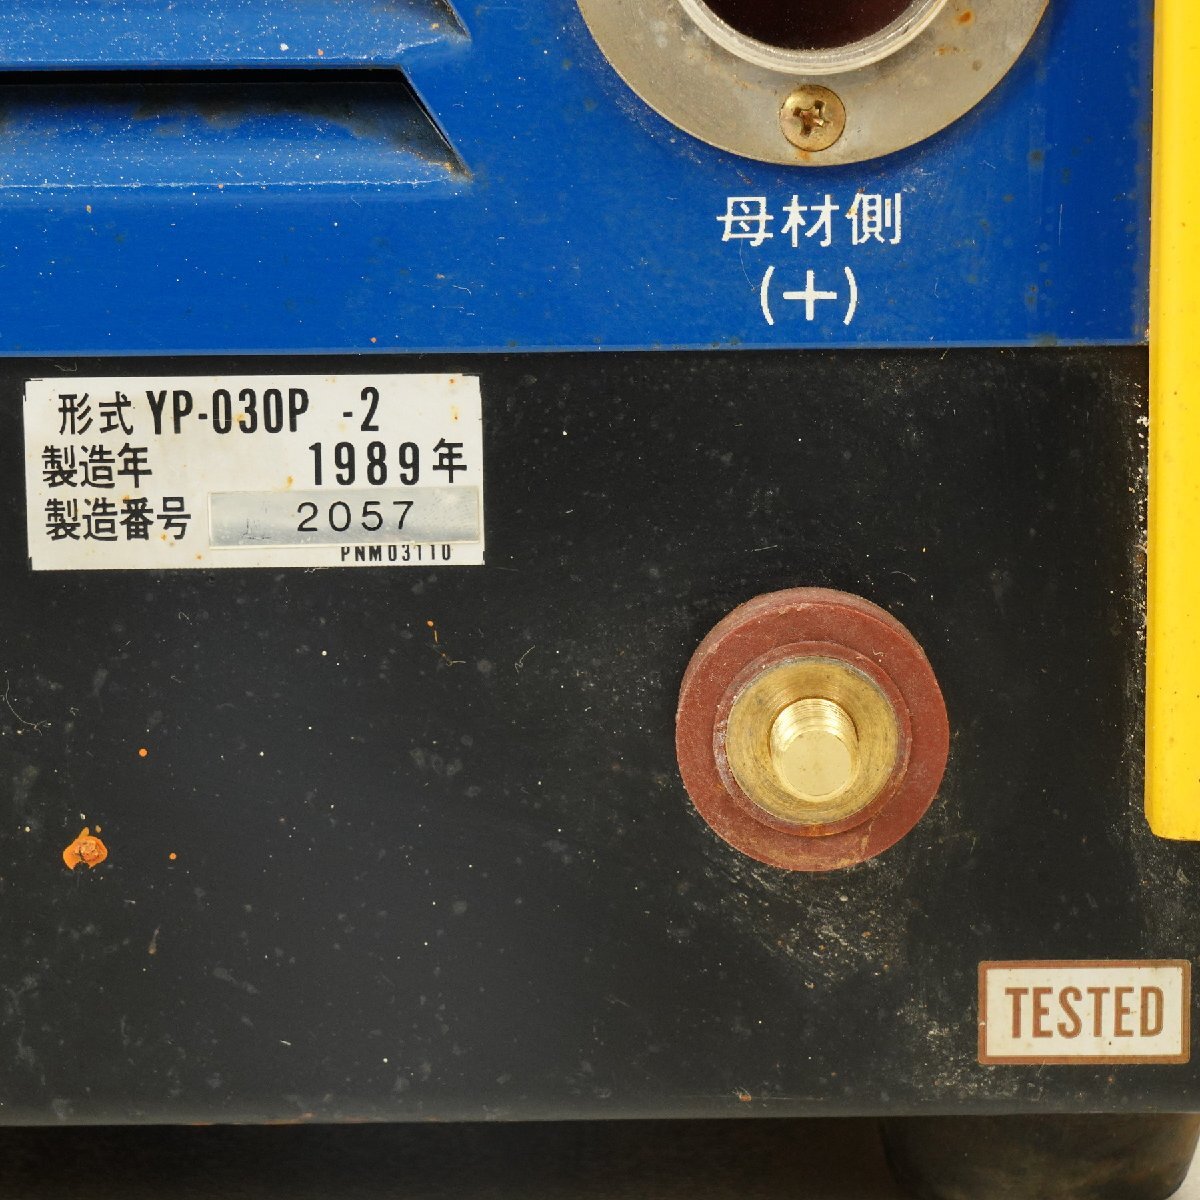 母材側
(+)
形式 YP-030P -2
製造年 1989年
製造番号 2057
PNM03110
TESTED